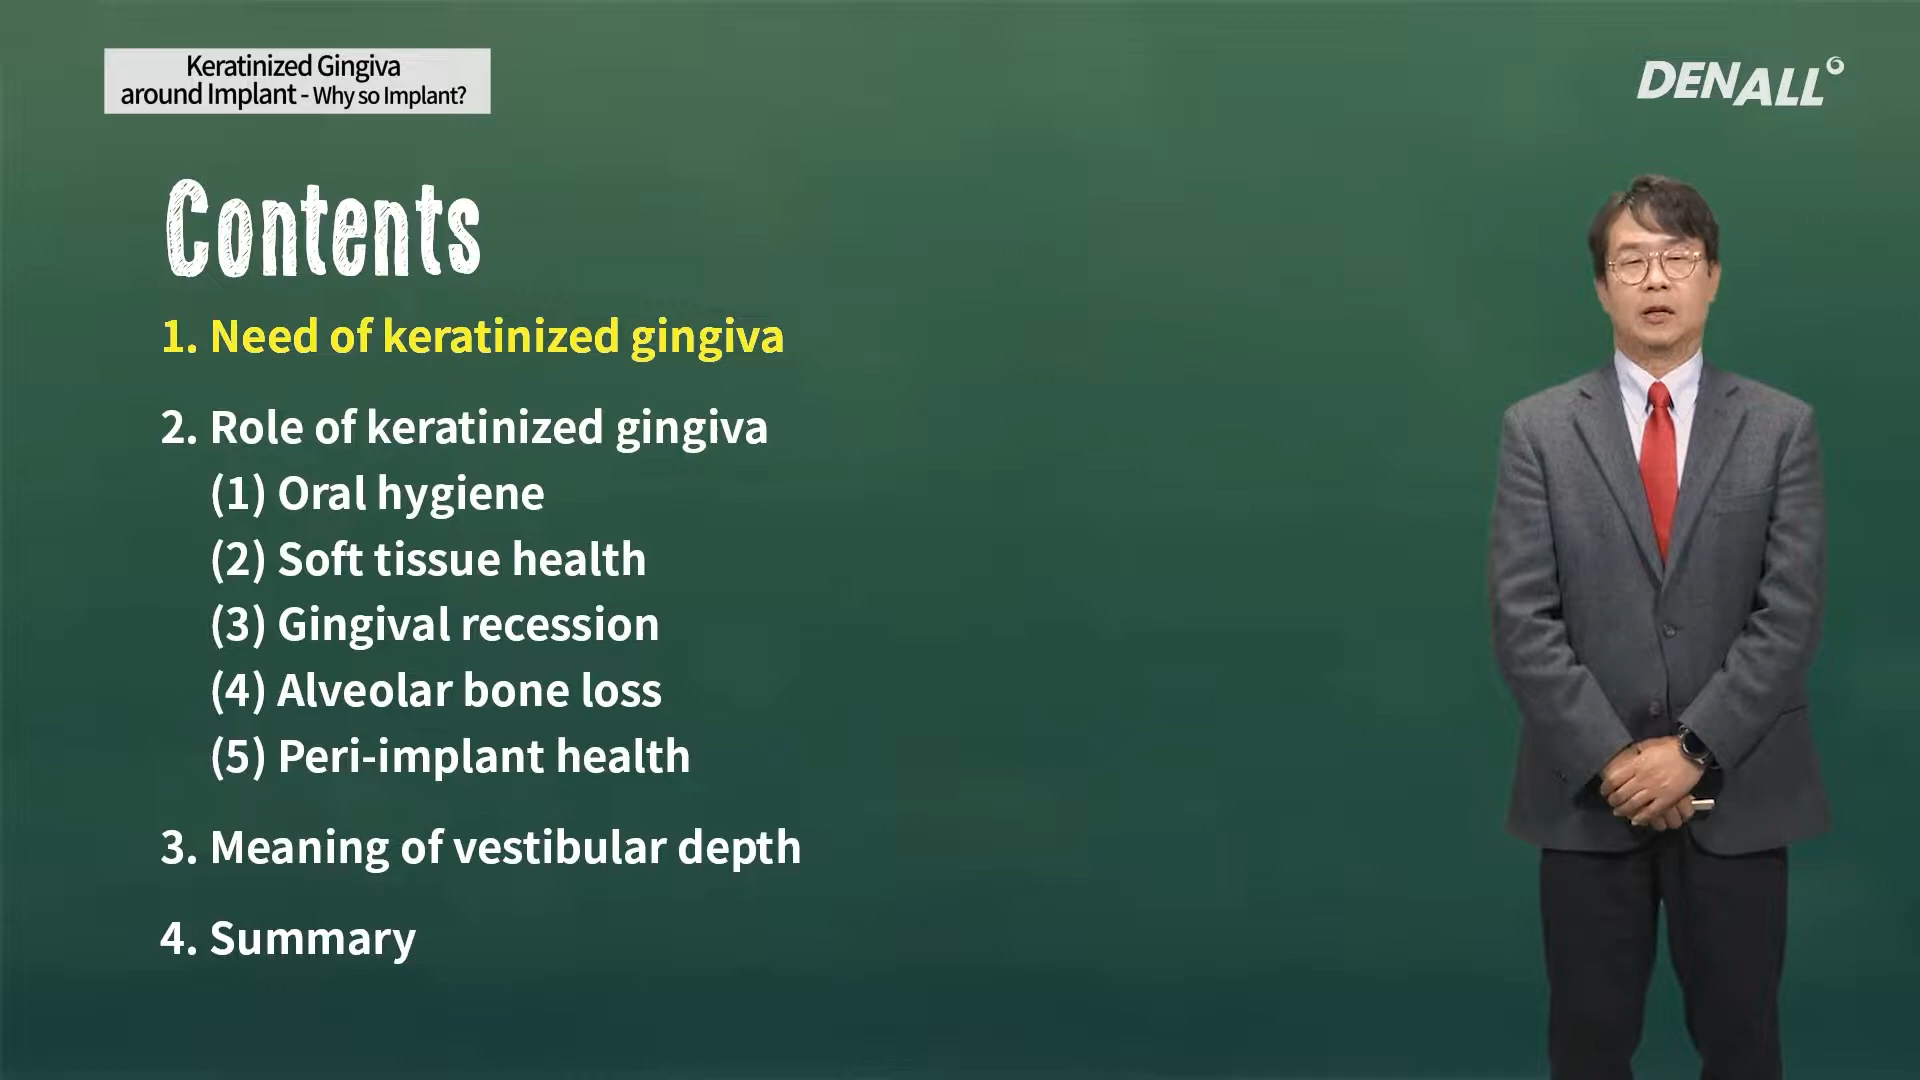 Keratinized Gingiva
around Implant - Why so Implant?
DENALL
Contents
1. Need of keratinized gingiva
2. Role of keratinized gingiva
(1) Oral hygiene
(2) Soft tissue health
(3) Gingival recession
(4) Alveolar bone loss
(5) Peri-implant health
3. Meaning of vestibular depth
4. Summary